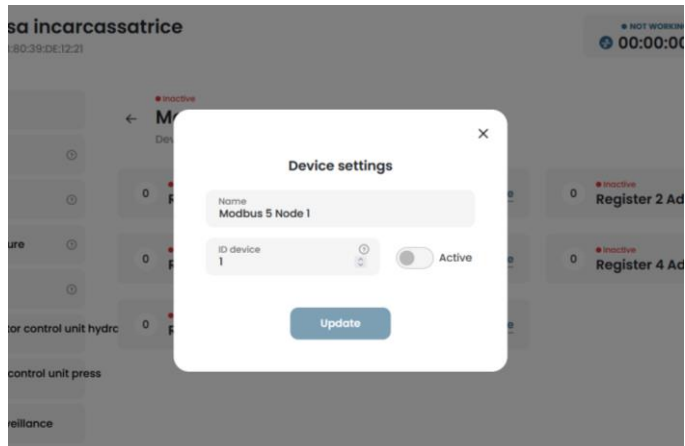 sa incarcassatrice
:80:39:DE:12:21
NOT WORKING
00:00:00
Inactive
Device settings
Name
Modbus 5 Node 1
ID device
1
Active
Update
0
0
Inactive
Register 2 Ad
ure
0
0
Inactive
Register 4 Ad
tor control unit hydrc
0
control unit press
veillance